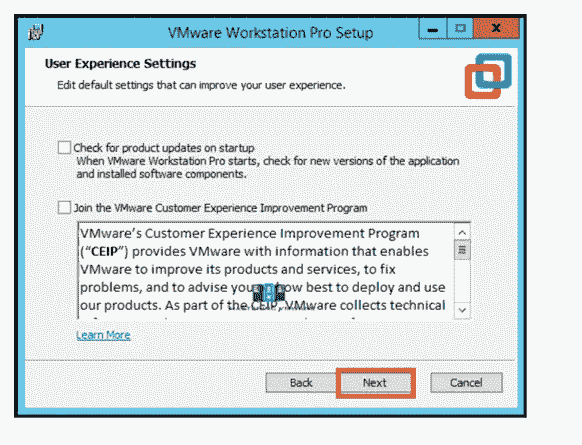 VMware Workstation Pro Setup
User Experience Settings
Edit default settings that can improve your user experience.
Check for product updates on startup
When VMware Workstation Pro starts, check for new versions of the application
and installed software components.
Join the VMware Customer Experience Improvement Program
VMware's Customer Experience Improvement Program
("CEIP") provides VMware with information that enables
VMware to improve its products and services, to fix
problems, and to advise you on how best to deploy and use
our products. As part of the CEIP, VMware collects technical
Learn More
Back
Next
Cancel